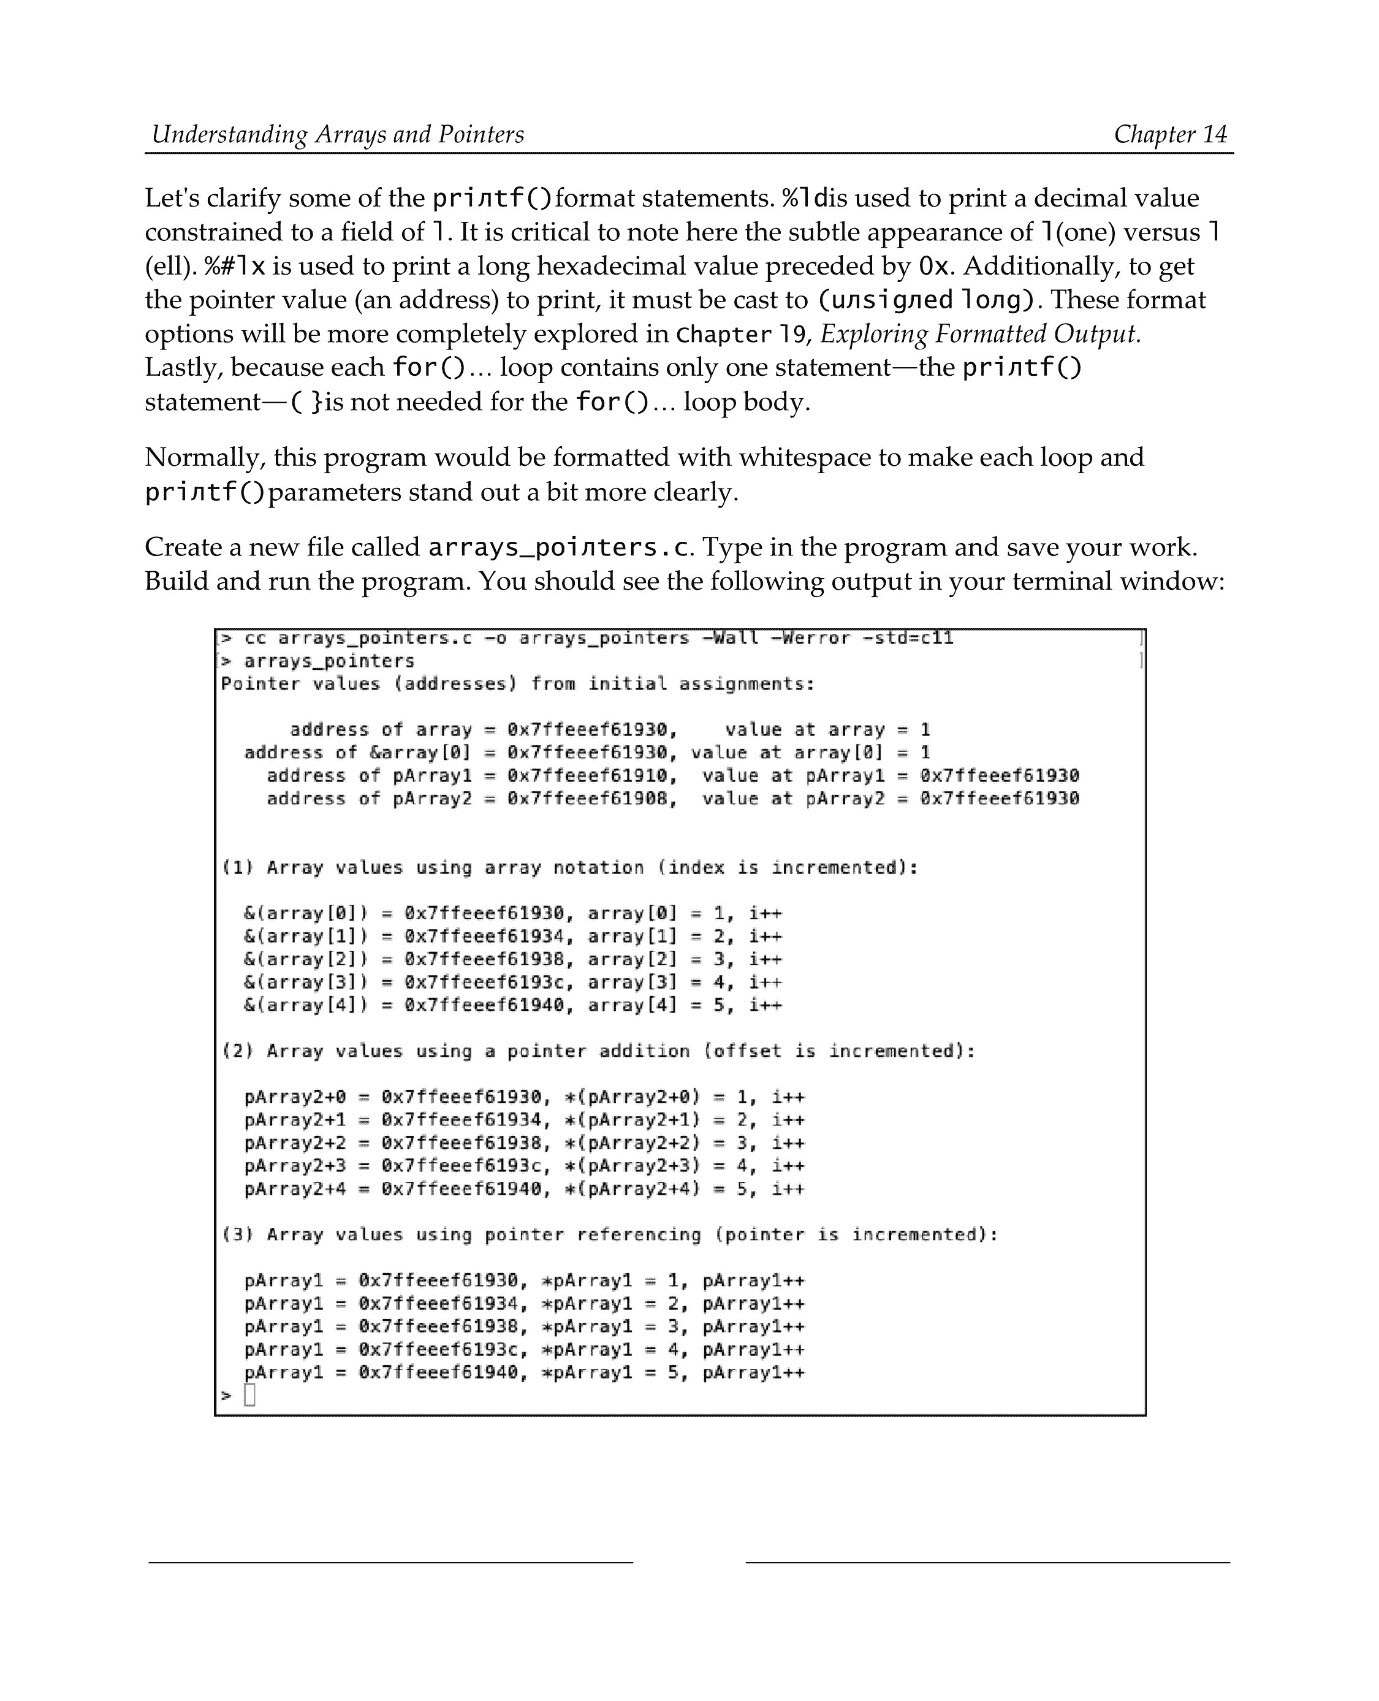 Understanding Arrays and Pointers Chapter 14
Let's clarify some of the priлtf()format statements. %ldis used to print a decimal value
constrained to a field of l. It is critical to note here the subtle appearance of l(one) versus l
(ell). %#lx is used to print a long hexadecimal value preceded by 0x. Additionally, to get
the pointer value (an address) to print, it must be cast to (uлsigлed loлg). These format
options will be more completely explored in Chapter l9, Exploring Formatted Output.
Lastly, because each for()… loop contains only one statement—the priлtf()
statement—( }is not needed for the for()… loop body.
Normally, this program would be formatted with whitespace to make each loop and
priлtf()parameters stand out a bit more clearly.
Create a new file called arrays_poiлters.c. Type in the program and save your work.
Build and run the program. You should see the following output in your terminal window:
[> cc arrays_pointers.c -o arrays_pointers -Wall -Werror -std=c11 ]
[> arrays_pointers ]
Pointer values (addresses) from initial assignments:
address of array = 0x7ffeeef61930, value at array = 1
address of &array[0] = 0x7ffeeef61930, value at array[0] = 1
address of pArray1 = 0x7ffeeef61910, value at pArray1 = 0x7ffeeef61930
address of pArray2 = 0x7ffeeef61908, value at pArray2 = 0x7ffeeef61930
(1) Array values using array notation (index is incremented):
&(array[0]) = 0x7ffeeef61930, array[0] = 1, i++
&(array[1]) = 0x7ffeeef61934, array[1] = 2, i++
&(array[2]) = 0x7ffeeef61938, array[2] = 3, i++
&(array[3]) = 0x7ffeeef6193c, array[3] = 4, i++
&(array[4]) = 0x7ffeeef61940, array[4] = 5, i++
(2) Array values using a pointer addition (offset is incremented):
pArray2+0 = 0x7ffeeef61930, *(pArray2+0) = 1, i++
pArray2+1 = 0x7ffeeef61934, *(pArray2+1) = 2, i++
pArray2+2 = 0x7ffeeef61938, *(pArray2+2) = 3, i++
pArray2+3 = 0x7ffeeef6193c, *(pArray2+3) = 4, i++
pArray2+4 = 0x7ffeeef61940, *(pArray2+4) = 5, i++
(3) Array values using pointer referencing (pointer is incremented):
pArray1 = 0x7ffeeef61930, *pArray1 = 1, pArray1++
pArray1 = 0x7ffeeef61934, *pArray1 = 2, pArray1++
pArray1 = 0x7ffeeef61938, *pArray1 = 3, pArray1++
pArray1 = 0x7ffeeef6193c, *pArray1 = 4, pArray1++
pArray1 = 0x7ffeeef61940, *pArray1 = 5, pArray1++
>